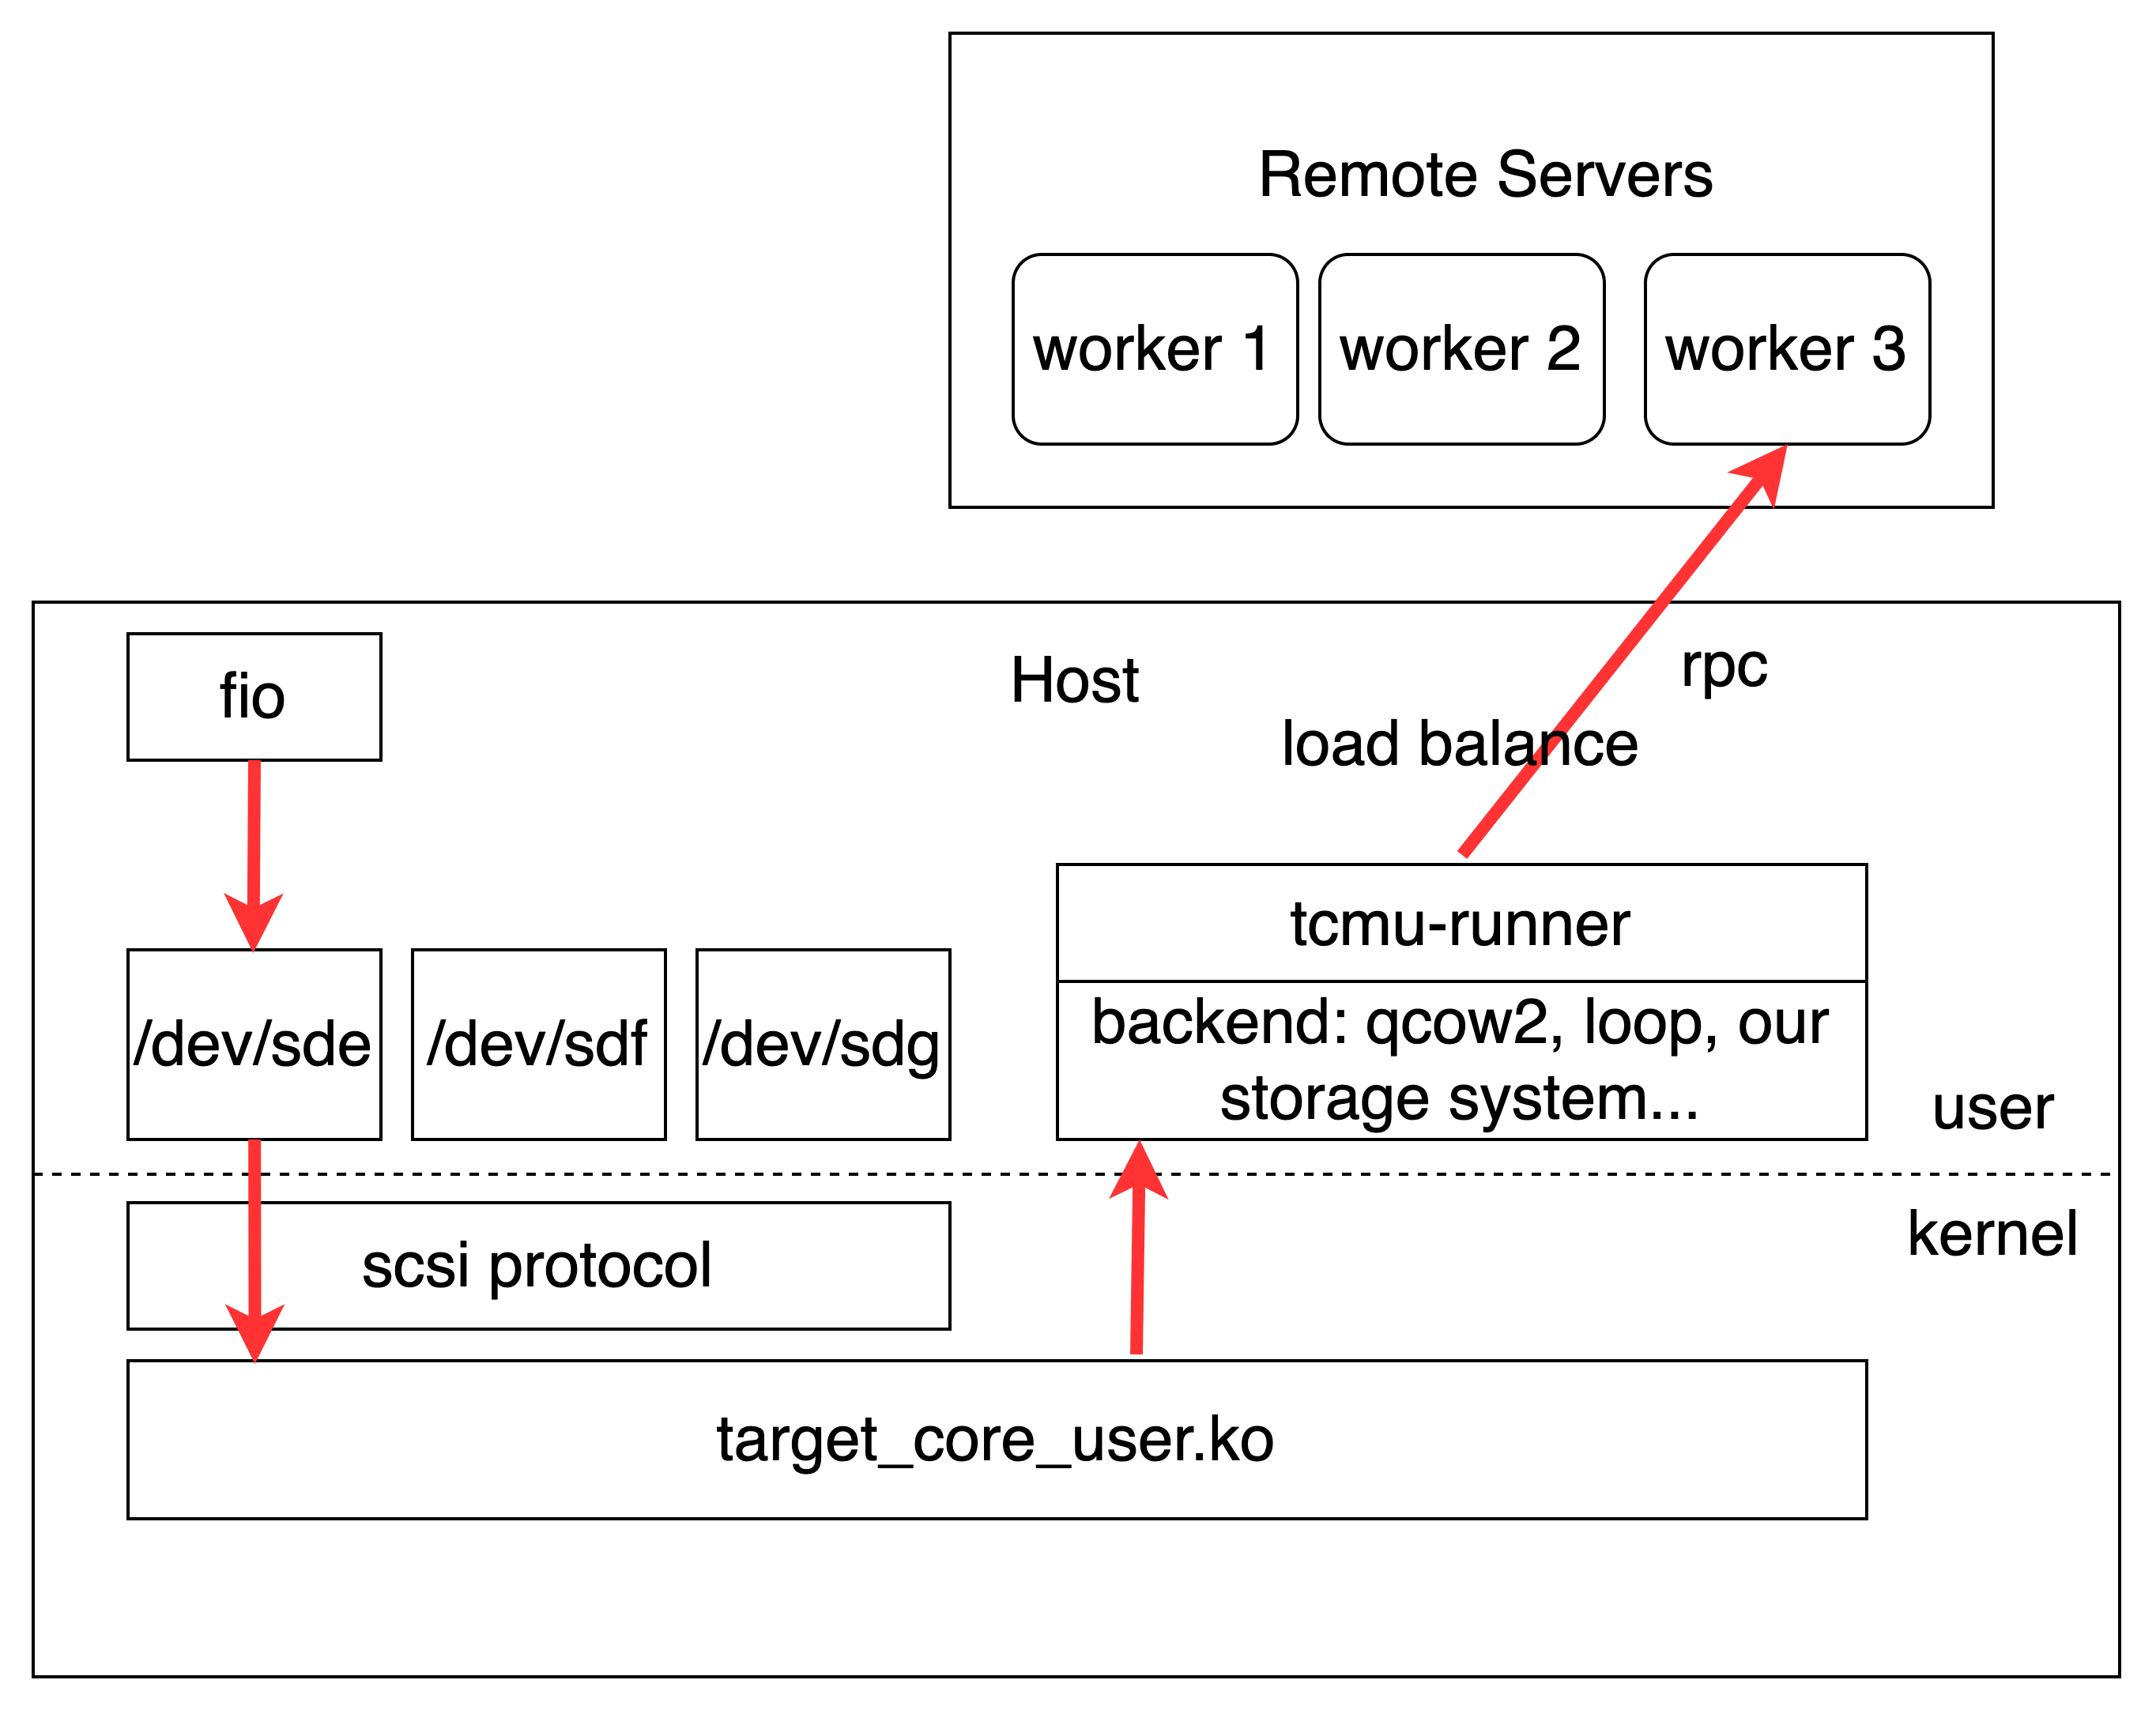 Remote Servers
worker 1
worker 2
worker 3
fio
Host
rpc
load balance
tcmu-runner
/dev/sde
/dev/sdf
/dev/sdg
backend: qcow2, loop, our
storage system...
user
kernel
scsi protocol
target_core_user.ko